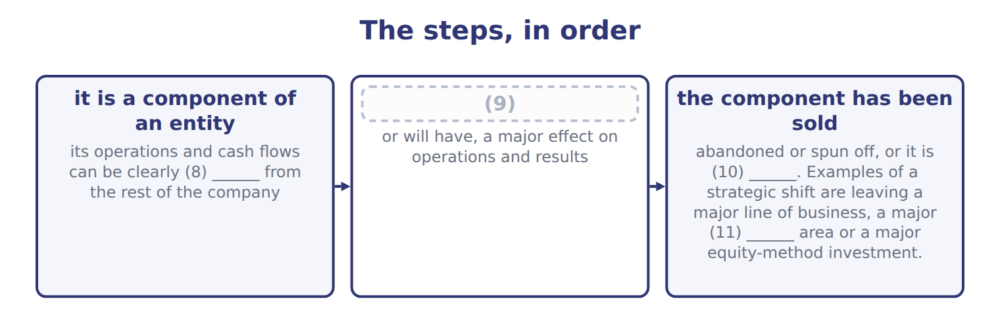 The steps, in order
it is a component of
an entity
its operations and cash flows
can be clearly (8) ______ from
the rest of the company
(9)
or will have, a major effect on
operations and results
the component has been
sold
abandoned or spun off, or it is
(10) ______. Examples of a
strategic shift are leaving a
major line of business, a major
(11) ______ area or a major
equity-method investment.